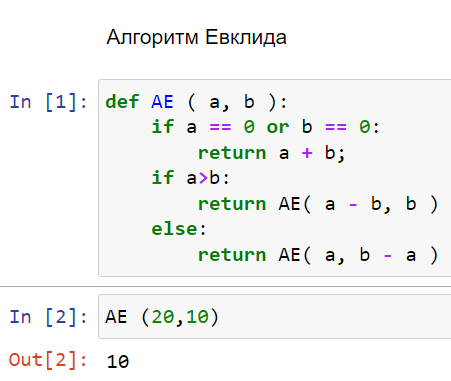 Алгоритм Евклида
In [1]: def AE ( a, b ):
    if a == 0 or b == 0:
        return a + b;
    if a>b:
        return AE( a - b, b )
    else:
        return AE( a, b - a )
In [2]: AE (20,10)
Out[2]: 10